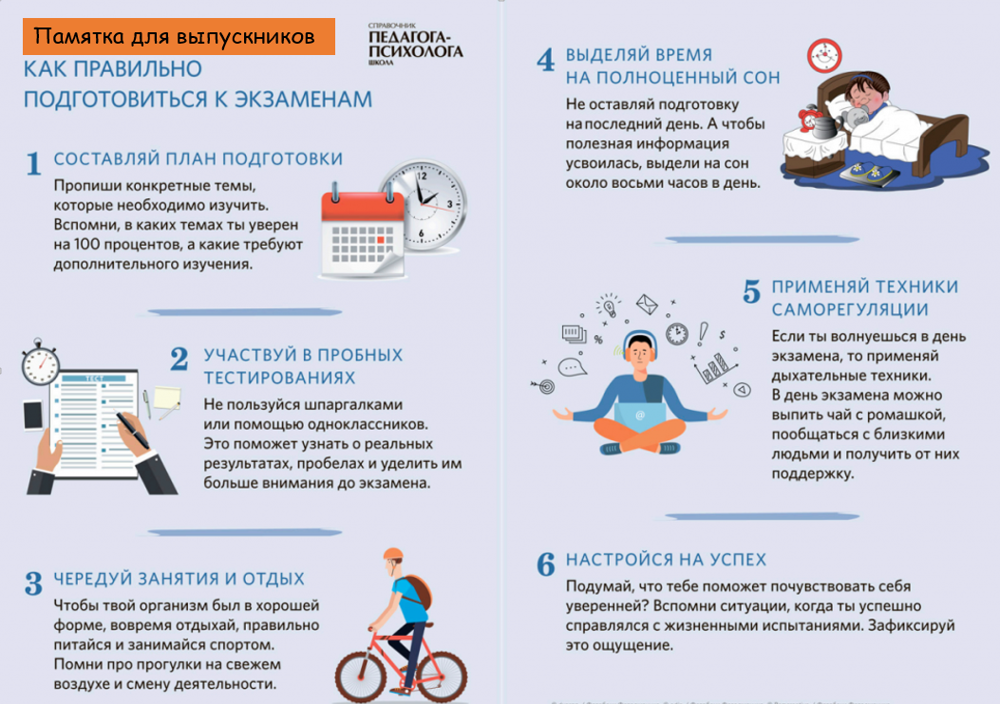 Памятка для выпускников
СПРАВОЧНИК
ПЕДАГОГА-
ПСИХОЛОГА
ШКОЛА
КАК ПРАВИЛЬНО
ПОДГОТОВИТЬСЯ К ЭКЗАМЕНАМ
1 СОСТАВЛЯЙ ПЛАН ПОДГОТОВКИ
Пропиши конкретные темы,
которые необходимо изучить.
Вспомни, в каких темах ты уверен
на 100 процентов, а какие требуют
дополнительного изучения.
12
3
6
2 УЧАСТВУЙ В ПРОБНЫХ
ТЕСТИРОВАНИЯХ
Не пользуйся шпаргалками
или помощью одноклассников.
Это поможет узнать о реальных
результатах, пробелах и уделить им
больше внимания до экзамена.
ТЕСТ
3 ЧЕРЕДУЙ ЗАНЯТИЯ И ОТДЫХ
Чтобы твой организм был в хорошей
форме, вовремя отдыхай, правильно
питайся и занимайся спортом.
Помни про прогулки на свежем
воздухе и смену деятельности.
4 ВЫДЕЛЯЙ ВРЕМЯ
НА ПОЛНОЦЕННЫЙ СОН
Не оставляй подготовку
на последний день. А чтобы
полезная информация
усвоилась, выдели на сон
около восьми часов в день.
5 ПРИМЕНЯЙ ТЕХНИКИ
САМОРЕГУЛЯЦИИ
Если ты волнуешься в день
экзамена, то применяй
дыхательные техники.
В день экзамена можно
выпить чай с ромашкой,
пообщаться с близкими
людьми и получить от них
поддержку.
%
$
@
6 НАСТРОЙСЯ НА УСПЕХ
Подумай, что тебе поможет почувствовать себя
уверенней? Вспомни ситуации, когда ты успешно
справлялся с жизненными испытаниями. Зафиксируй
это ощущение.